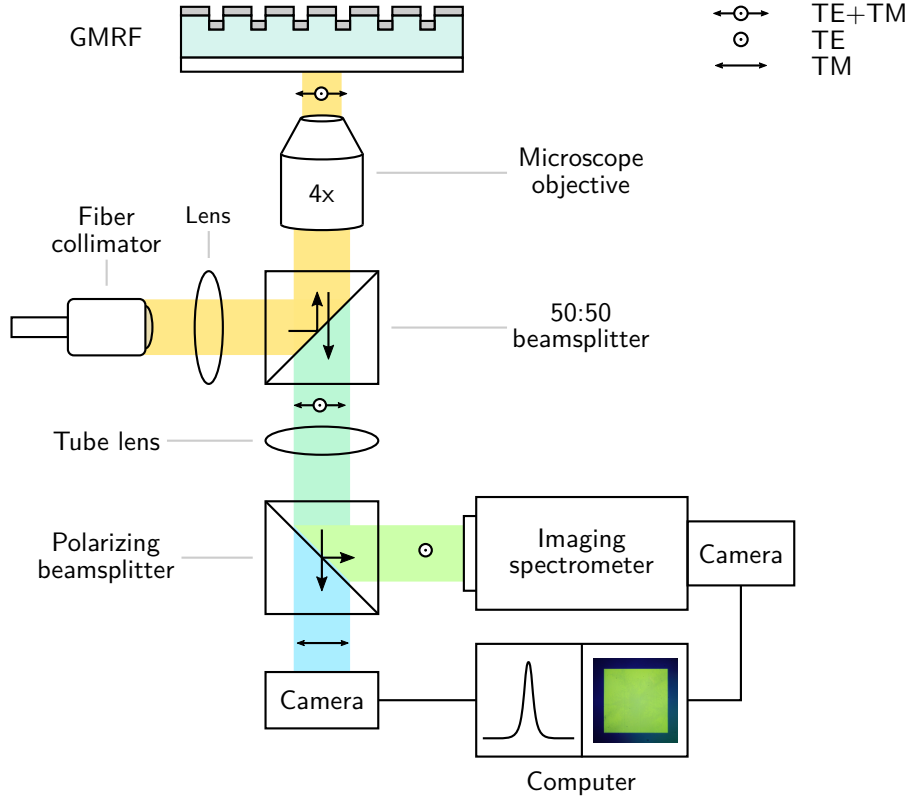 GMRF
TE+TM
TE
TM
Microscope
objective
4x
Fiber
collimator
Lens
50:50
beamsplitter
Tube lens
Polarizing
beamsplitter
Imaging
spectrometer
Camera
Camera
Computer